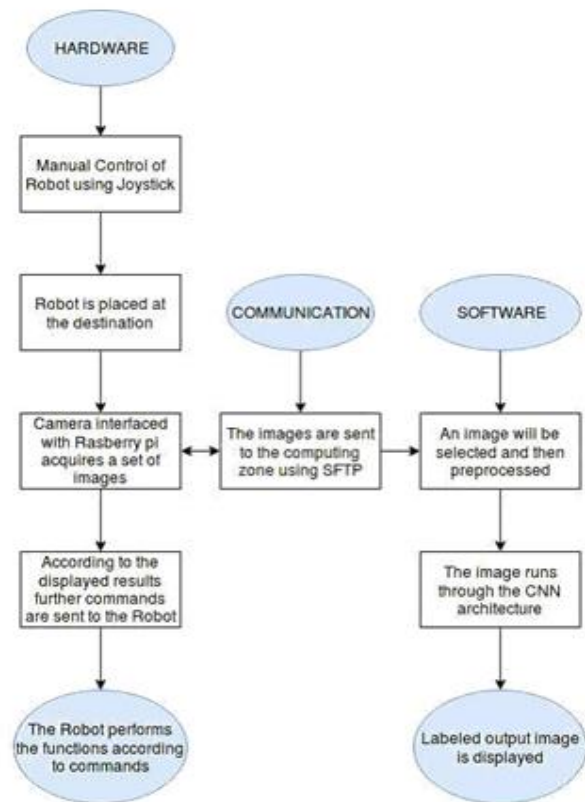 HARDWARE
Manual Control of
Robot using Joystick
Robot is placed at
the destination
COMMUNICATION
SOFTWARE
Camera interfaced
with Rasberry pi
acquires a set of
images
The images are sent
to the computing
zone using SFTP
An image will be
selected and then
preprocessed
According to the
displayed results
further commands
are sent to the Robot
The image runs
through the CNN
architecture
The Robot performs
the functions according
to commands
Labeled output image
is displayed